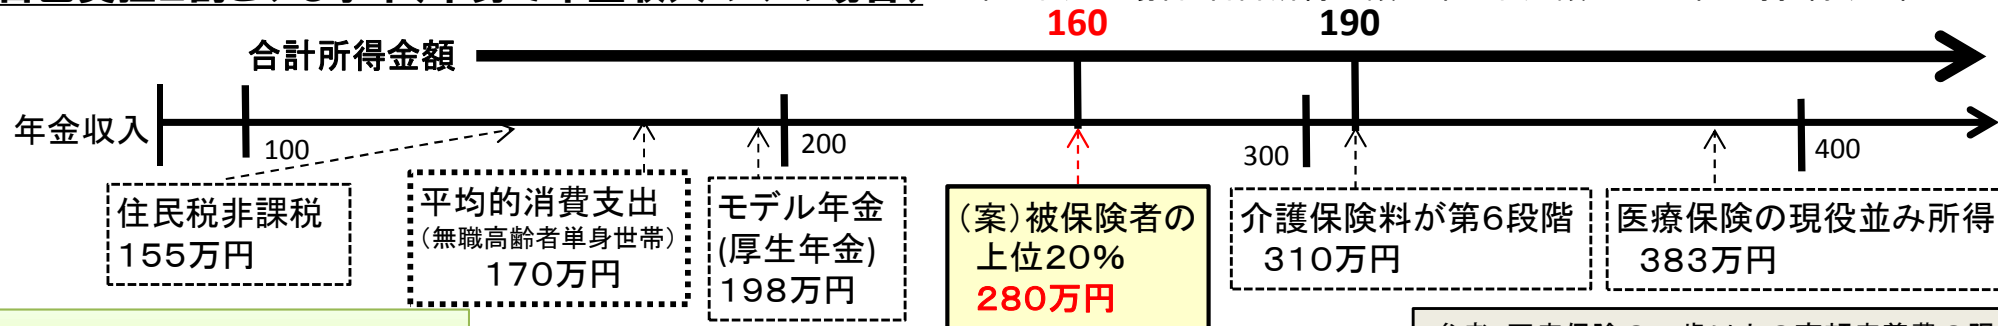 160
190
合計所得金額
年金収入
100
200
300
400
住民税非課税
155万円
平均的消費支出
（無職高齢者単身世帯）
170万円
モデル年金
(厚生年金)
198万円
（案）被保険者の
上位20%
280万円
介護保険料が第6段階
310万円
医療保険の現役並み所得
383万円